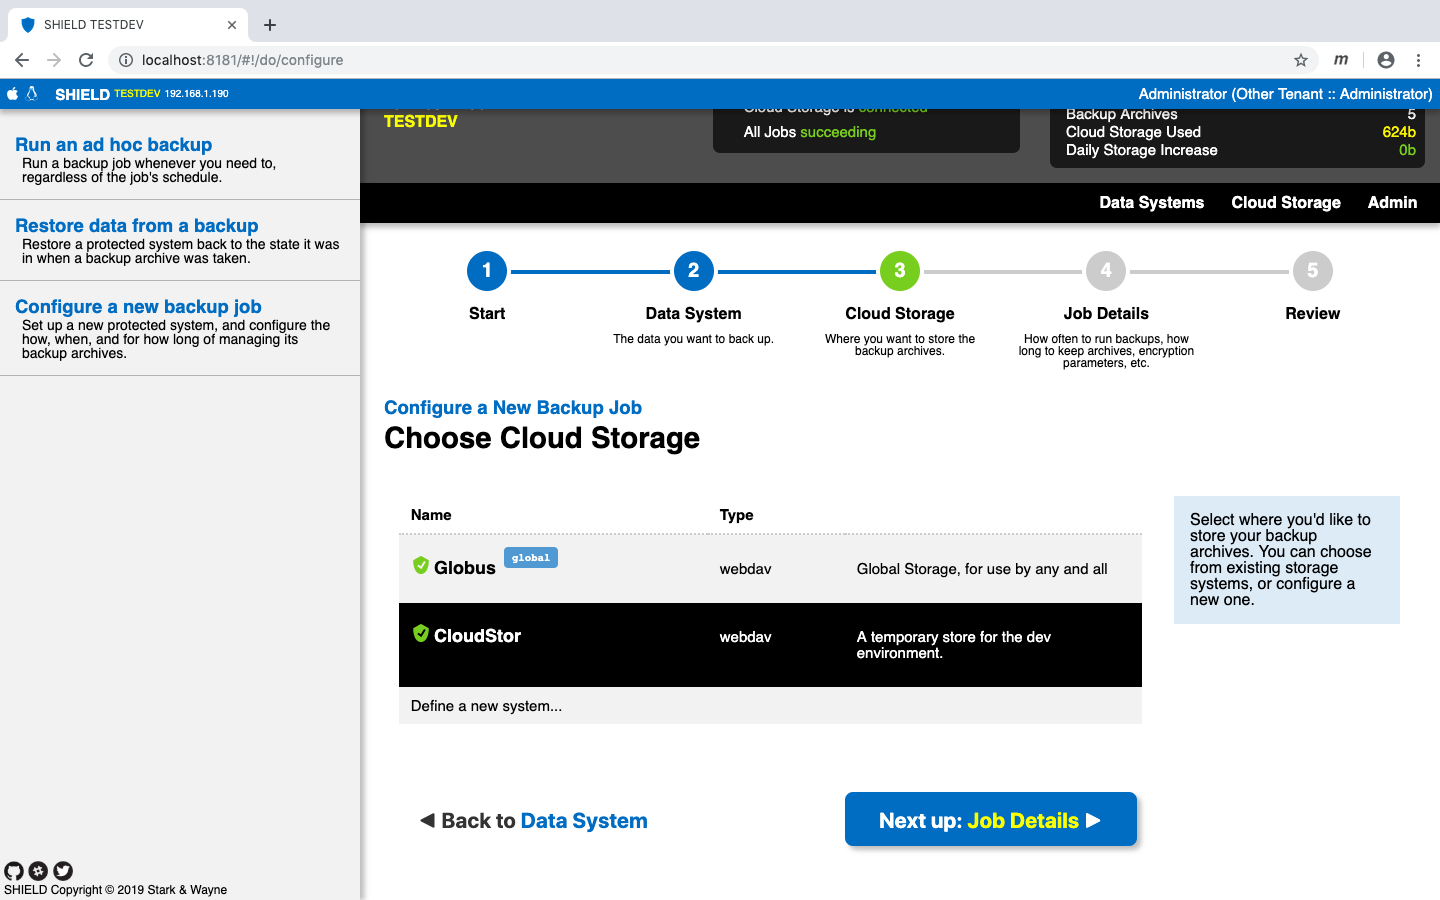 SHIELD TESTDEV
localhost:8181/#!/do/configure
m
SHIELD TESTDEV 192.168.1.190
Administrator (Other Tenant :: Administrator)
Run an ad hoc backup
Run a backup job whenever you need to,
regardless of the job's schedule.
Restore data from a backup
Restore a protected system back to the state it was
in when a backup archive was taken.
Configure a new backup job
Set up a new protected system, and configure the
how, when, and for how long of managing its
backup archives.
SHIELD Copyright © 2019 Stark & Wayne
TESTDEV
Cloud Storage is connected
All Jobs succeeding
Backup Archives 5
Cloud Storage Used 624b
Daily Storage Increase 0b
Data Systems Cloud Storage Admin
1 2 3 4 5
Start Data System Cloud Storage Job Details Review
The data you want to back up.
Where you want to store the
backup archives.
How often to run backups, how
long to keep archives, encryption
parameters, etc.
Configure a New Backup Job
Choose Cloud Storage
Name Type
Globus global webdav Global Storage, for use by any and all
CloudStor webdav A temporary store for the dev
environment.
Define a new system...
Select where you'd like to
store your backup
archives. You can choose
from existing storage
systems, or configure a
new one.
Back to Data System
Next up: Job Details